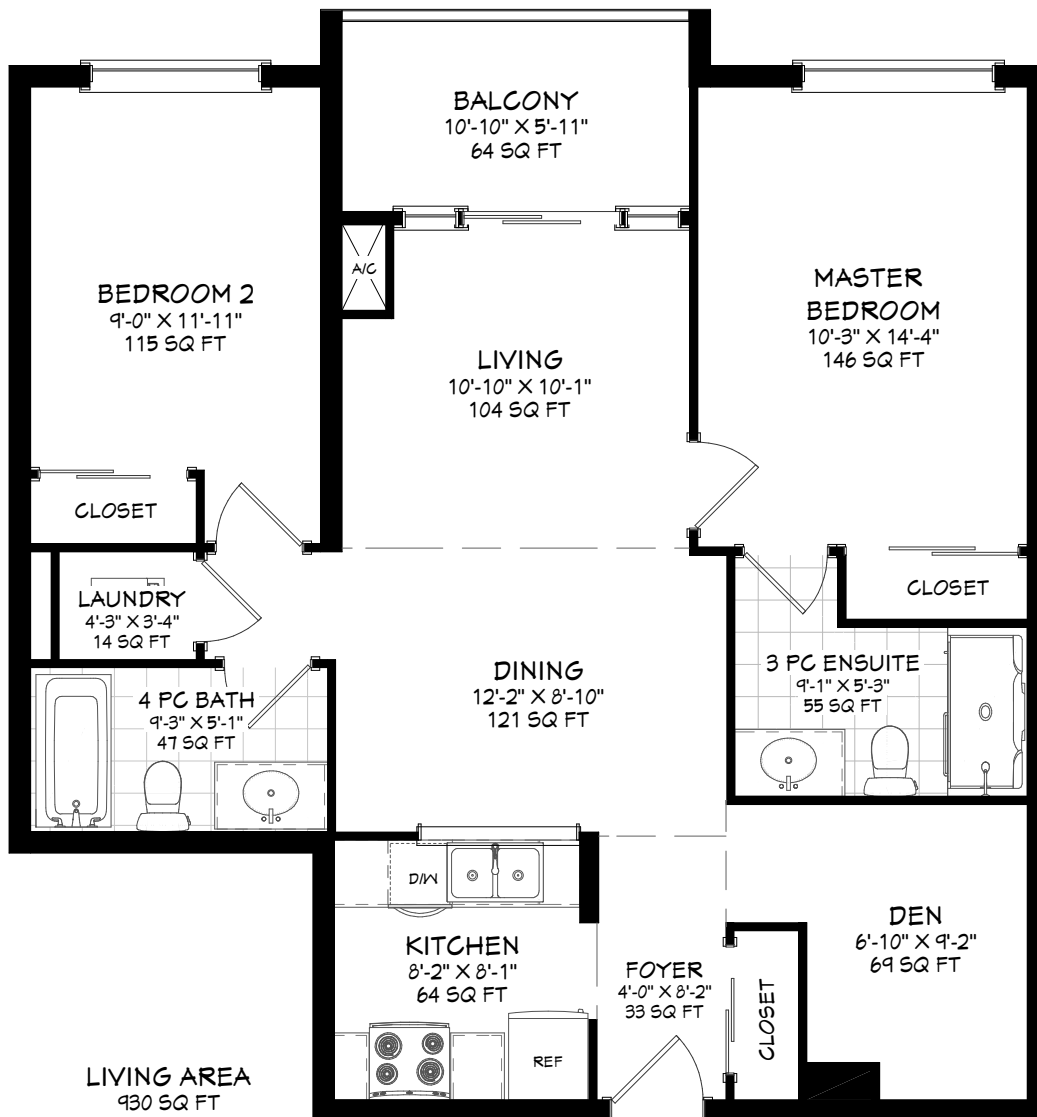 BALCONY
10'-10" X 5'-11"
64 SQ FT
A/C
BEDROOM 2
9'-0" X 11'-11"
115 SQ FT
MASTER
BEDROOM
10'-3" X 14'-4"
146 SQ FT
LIVING
10'-10" X 10'-1"
104 SQ FT
CLOSET
CLOSET
LAUNDRY
4'-3" X 3'-4"
14 SQ FT
DINING
12'-2" X 8'-10"
121 SQ FT
3 PC ENSUITE
9'-1" X 5'-3"
55 SQ FT
4 PC BATH
9'-3" X 5'-1"
47 SQ FT
D/W
KITCHEN
8'-2" X 8'-1"
64 SQ FT
FOYER
4'-0" X 8'-2"
33 SQ FT
DEN
6'-10" X 9'-2"
69 SQ FT
CLOSET
REF
LIVING AREA
930 SQ FT